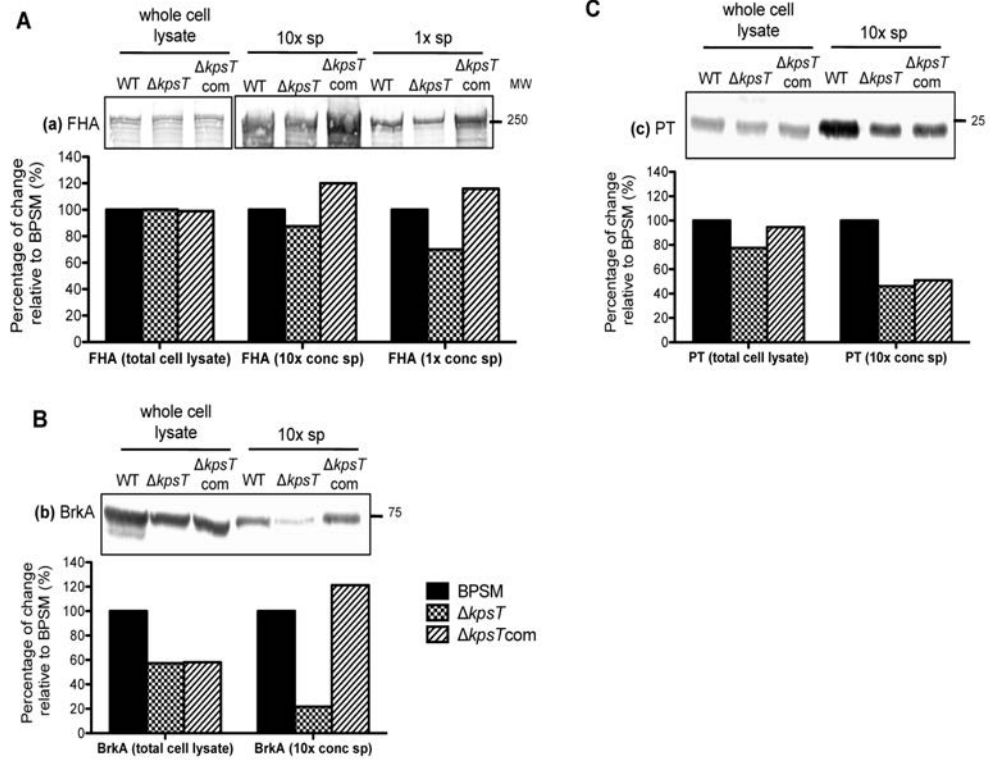 A
whole cell
lysate
10x sp
1x sp
WT ΔkpsT ΔkpsT com WT ΔkpsT ΔkpsT com WT ΔkpsT ΔkpsT com MW
(a) FHA
250
Percentage of change
relative to BPSM (%)
140
120
100
80
60
40
20
0
FHA (total cell lysate) FHA (10x conc sp) FHA (1x conc sp)
C
whole cell
lysate
10x sp
WT ΔkpsT ΔkpsT com WT ΔkpsT ΔkpsT com
(c) PT
25
Percentage of change
relative to BPSM (%)
140
120
100
80
60
40
20
0
PT (total cell lysate) PT (10x conc sp)
B
whole cell
lysate
10x sp
WT ΔkpsT ΔkpsT com WT ΔkpsT ΔkpsT com
(b) BrkA
75
Percentage of change
relative to BPSM (%)
140
120
100
80
60
40
20
0
BrkA (total cell lysate) BrkA (10x conc sp)
BPSM
ΔkpsT
ΔkpsTcom